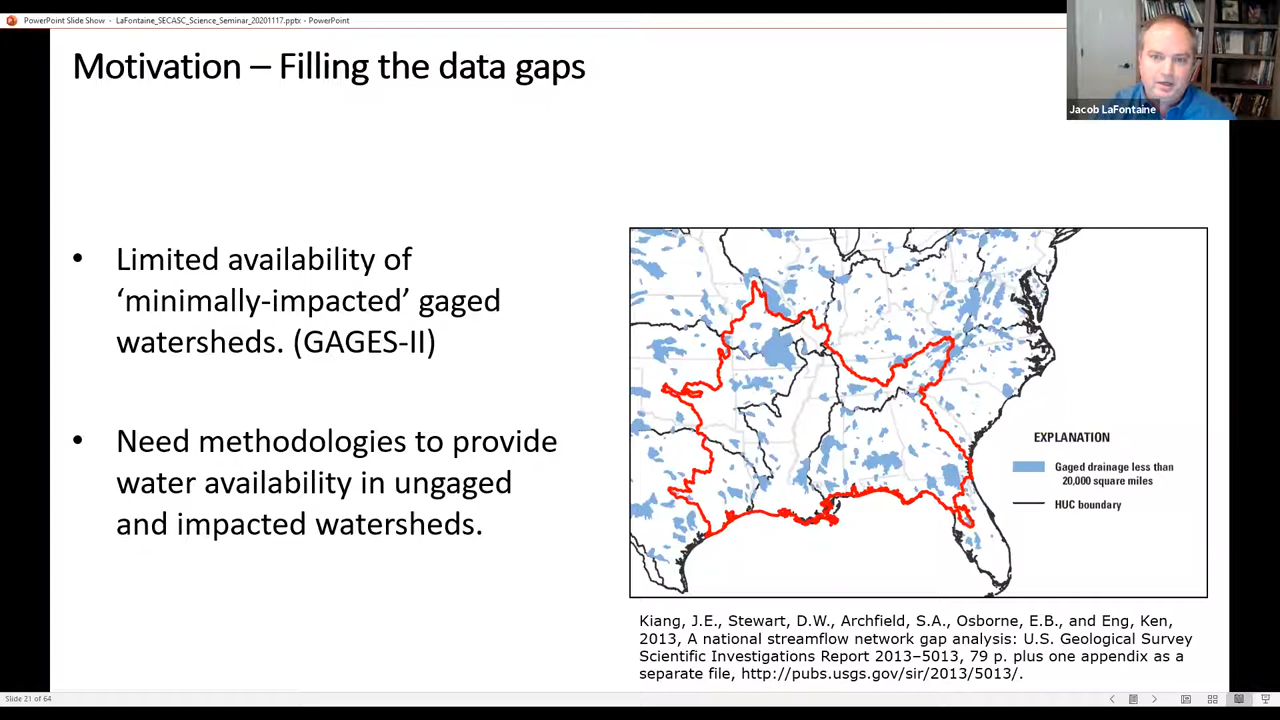 PowerPoint Slide Show - LaFontaine_SECASC_Science_Seminar_20201117.pptx - PowerPoint
Motivation – Filling the data gaps
Jacob LaFontaine
• Limited availability of
‘minimally-impacted’ gaged
watersheds. (GAGES-II)
• Need methodologies to provide
water availability in ungaged
and impacted watersheds.
EXPLANATION
Gaged drainage less than
20,000 square miles
HUC boundary
Kiang, J.E., Stewart, D.W., Archfield, S.A., Osborne, E.B., and Eng, Ken,
2013, A national streamflow network gap analysis: U.S. Geological Survey
Scientific Investigations Report 2013–5013, 79 p. plus one appendix as a
separate file, http://pubs.usgs.gov/sir/2013/5013/.
Slide 21 of 64